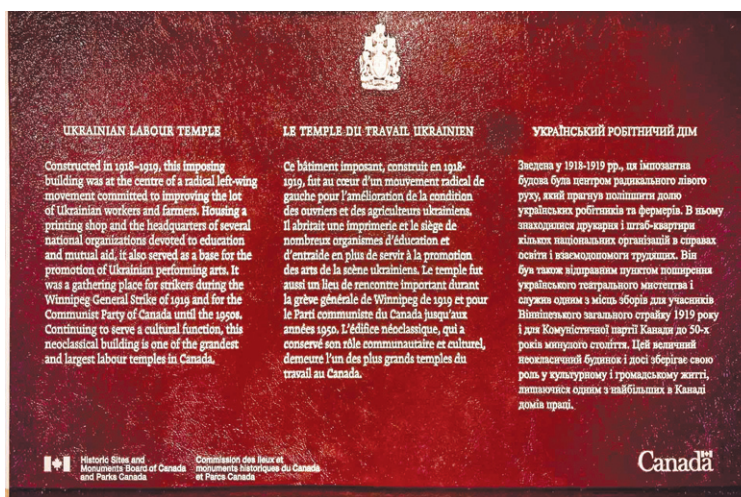 UKRAINIAN LABOUR TEMPLE
Constructed in 1918-1919, this imposing
building was at the centre of a radical left-wing
movement committed to improving the lot
of Ukrainian workers and farmers. Housing a
printing shop and the headquarters of several
national organizations devoted to education
and mutual aid, it also served as a base for the
promotion of Ukrainian performing arts. It
was a gathering place for strikers during the
Winnipeg General Strike of 1919 and for the
Communist Party of Canada until the 1950s.
Continuing to serve a cultural function, this
neoclassical building is one of the grandest
and largest labour temples in Canada.
LE TEMPLE DU TRAVAIL UKRAINIEN
Ce bâtiment imposant, construit en 1918-
1919, fut au cœur d'un mouvement radical de
gauche pour l'amélioration de la condition
des ouvriers et des agriculteurs ukrainiens.
Il abritait une imprimerie et le siège de
nombreux organismes d'éducation et
d'entraide en plus de servir à la promotion
des arts de la scène ukrainiens. Le temple fut
aussi un lieu de rencontre important durant
la grève générale de Winnipeg de 1919 et pour
le Parti communiste du Canada jusqu'aux
années 1950. L'édifice néoclassique, qui a
conservé son rôle communautaire et culturel,
demeure l'un des plus grands temples du
travail au Canada.
УКРАЇНСЬКИЙ РОБІТНИЧИЙ ДІМ
Зведена у 1918-1919 рр., ця імпозантна
будова була центром радикального лівого
руху, який прагнув поліпшити долю
українських робітників та фермерів. В ньому
знаходилися друкарня і штаб-квартири
кількох національних організацій в справах
освіти і взаємодопомоги трудящих. Він
був також відправним пунктом поширення
українського театрального мистецтва і
служив одним з місць зборів для учасників
Вінніпезького загального страйку 1919 року
і для Комуністичної партії Канади до 50-х
років минулого століття. Цей величний
неокласичний будинок і досі зберігає свою
роль у культурному і громадському житті,
лишаючися одним з найбільших в Канаді
домів праці.
Historic Sites and
Monuments Board of Canada
and Parks Canada
Commission des lieux et
monuments historiques du Canada
et Parcs Canada
Canada